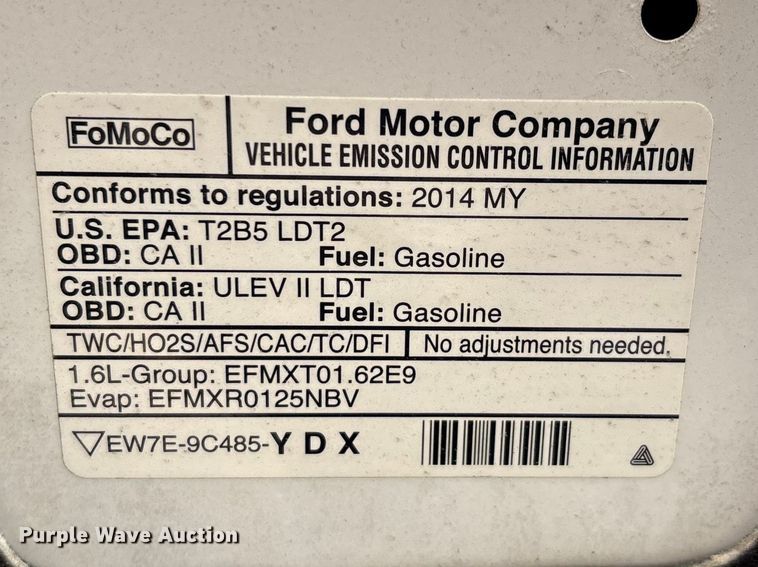 FoMoCo
Ford Motor Company
VEHICLE EMISSION CONTROL INFORMATION
Conforms to regulations: 2014 MY
U.S. EPA: T2B5 LDT2
OBD: CA II Fuel: Gasoline
California: ULEV II LDT
OBD: CA II Fuel: Gasoline
TWC/HO2S/AFS/CAC/TC/DFI No adjustments needed.
1.6L-Group: EFMXT01.62E9
Evap: EFMXR0125NBV
EW7E-9C485-Y D X
Purple Wave Auction